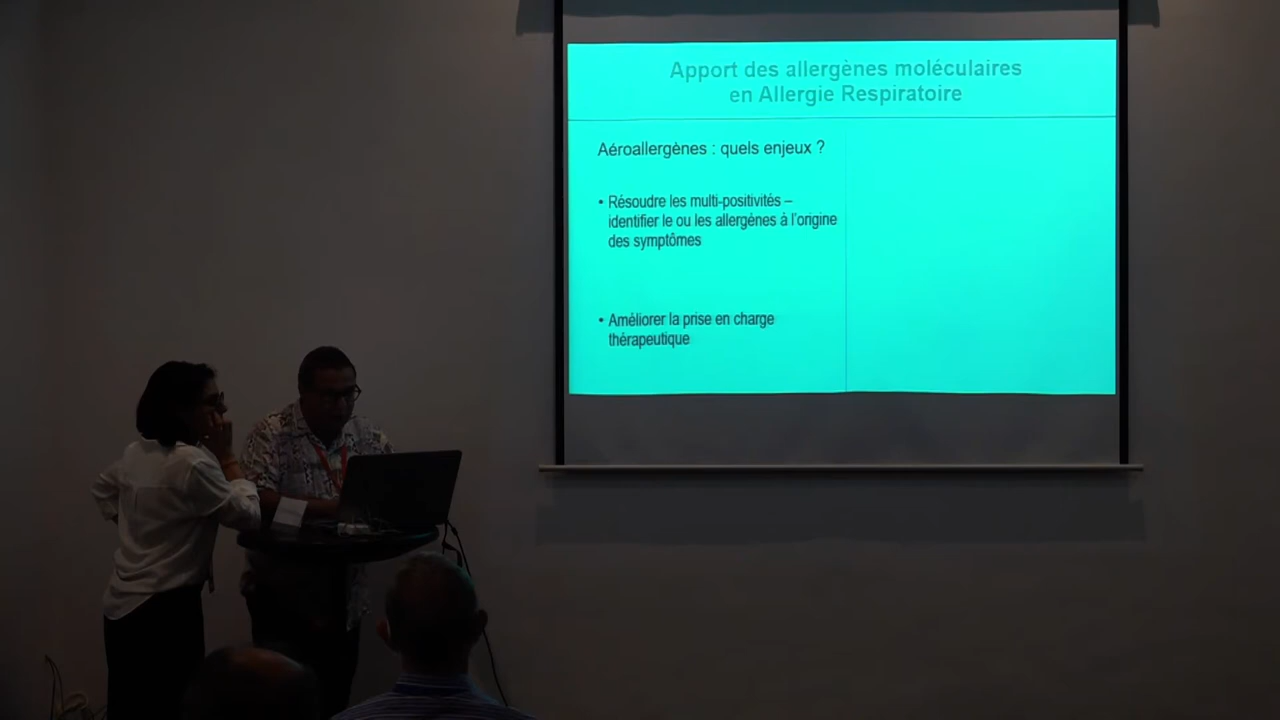 Apport des allergènes moléculaires
en Allergie Respiratoire
Aéroallergènes : quels enjeux ?
• Résoudre les multi-positivités –
identifier le ou les allergènes à l'origine
des symptômes
• Améliorer la prise en charge
thérapeutique